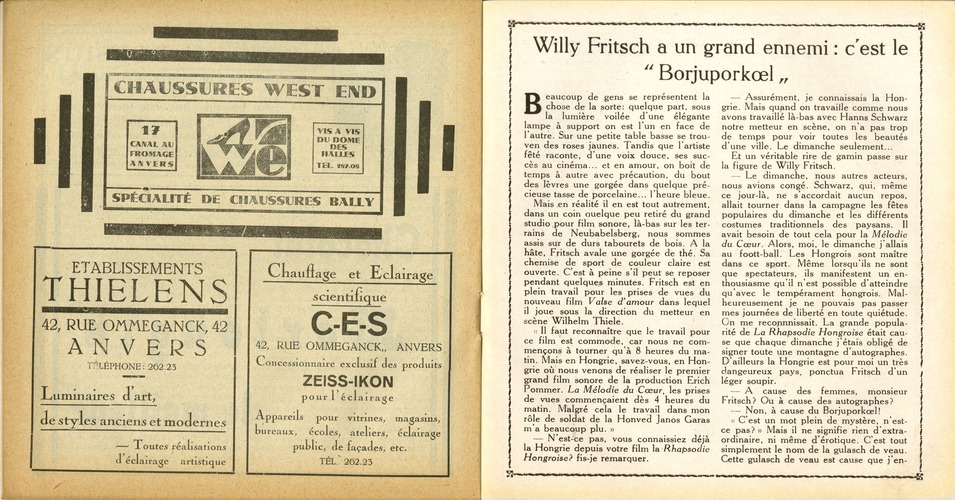 CHAUSSURES WEST END
17
CANAL AU
FROMAGE
ANVERS
We
VIS A VIS
DU DOME
DES
HALLES
TEL. 257.08
SPÉCIALITÉ DE CHAUSSURES BALLY
ETABLISSEMENTS
THIELENS
42, RUE OMMEGANCK, 42
ANVERS
TÉLÉPHONE: 262.23
Luminaires d'art,
de styles anciens et modernes
— Toutes réalisations
d'éclairage artistique
Chauffage et Eclairage
scientifique
C-E-S
42, RUE OMMEGANCK,, ANVERS
Concessionnaire exclusif des produits
ZEISS-IKON
pour l'éclairage
Appareils pour vitrines, magasins,
bureaux, écoles, ateliers, éclairage
public, de façades, etc.
TÉL. 262.23
Willy Fritsch a un grand ennemi : c'est le
“ Borjuporkœl „
Beaucoup de gens se représentent la
chose de la sorte: quelque part, sous
la lumière voilée d'une élégante
lampe à support on est l'un en face de
l'autre. Sur une petite table basse se trou-
ven des roses jaunes. Tandis que l'artiste
fêté raconte, d'une voix douce, ses suc-
cès au cinéma... et en amour, on boit de
temps à autre avec précaution, du bout
des lèvres une gorgée dans quelque pré-
cieuse tasse de porcelaine... l'heure bleue.
Mais en réalité il en est tout autrement,
dans un coin quelque peu retiré du grand
studio pour film sonore, là-bas sur les ter-
rains de Neubabelsberg, nous sommes
assis sur de durs tabourets de bois. A la
hâte, Fritsch avale une gorgée de thé. Sa
chemise de sport de couleur claire est
ouverte. C'est à peine s'il peut se reposer
pendant quelques minutes. Fritsch est en
plein travail pour les prises de vues du
nouveau film Valse d'amour dans lequel
il joue sous la direction du metteur en
scène Wilhelm Thiele.
« Il faut reconnaître que le travail pour
ce film est commode, car nous ne com-
mençons à tourner qu'à 8 heures du ma-
tin. Mais en Hongrie, savez-vous, en Hon-
grie où nous venons de réaliser le premier
grand film sonore de la production Erich
Pommer. La Mélodie du Cœur, les prises
de vues commençaient dès 4 heures du
matin. Malgré cela le travail dans mon
rôle de soldat de la Honved Janos Garas
m'a beaucoup plu. »
— N'est-ce pas, vous connaissiez déjà
la Hongrie depuis votre film la Rhapsodie
Hongroise? fis-je remarquer.
— Assurément, je connaissais la Hon-
grie. Mais quand on travaille comme nous
avons travaillé là-bas avec Hanns Schwarz
notre metteur en scène, on n'a pas trop
de temps pour voir toutes les beautés
d'une ville. Le dimanche seulement...
Et un véritable rire de gamin passe sur
la figure de Willy Fritsch.
— Le dimanche, nous autres acteurs,
nous avions congé. Schwarz, qui, même
ce jour-là, ne s'accordait aucun repos,
allait tourner dans la campagne les fêtes
populaires du dimanche et les différents
costumes traditionnels des paysans. Il
avait besoin de tout cela pour la Mélodie
du Cœur. Alors, moi, le dimanche j'allais
au foot-ball. Les Hongrois sont maître
dans ce sport. Même lorsqu'ils ne sont
que spectateurs, ils manifestent un en-
thousiasme qu'il n'est possible d'atteindre
qu'avec le tempérament hongrois. Mal-
heureusement je ne pouvais pas passer
mes journées de liberté en toute quiétude.
On me reconnnissait. La grande popula-
rité de La Rhapsodie Hongroise était cau-
se que chaque dimanche j'étais obligé de
signer toute une montagne d'autographes.
D'ailleurs la Hongrie est pour moi un très
dangeureux pays, ponctua Fritsch d'un
léger soupir.
— A cause des femmes, monsieur
Fritsch? Ou à cause des autographes?
— Non, à cause du Borjuporkœl!
« C'est un mot plein de mystère, n'est-
ce pas? » Mais il ne signifie rien d'extra-
ordinaire, ni même d'érotique. C'est tout
simplement le nom de la gulasch de veau.
Cette gulasch de veau est cause que j'en-